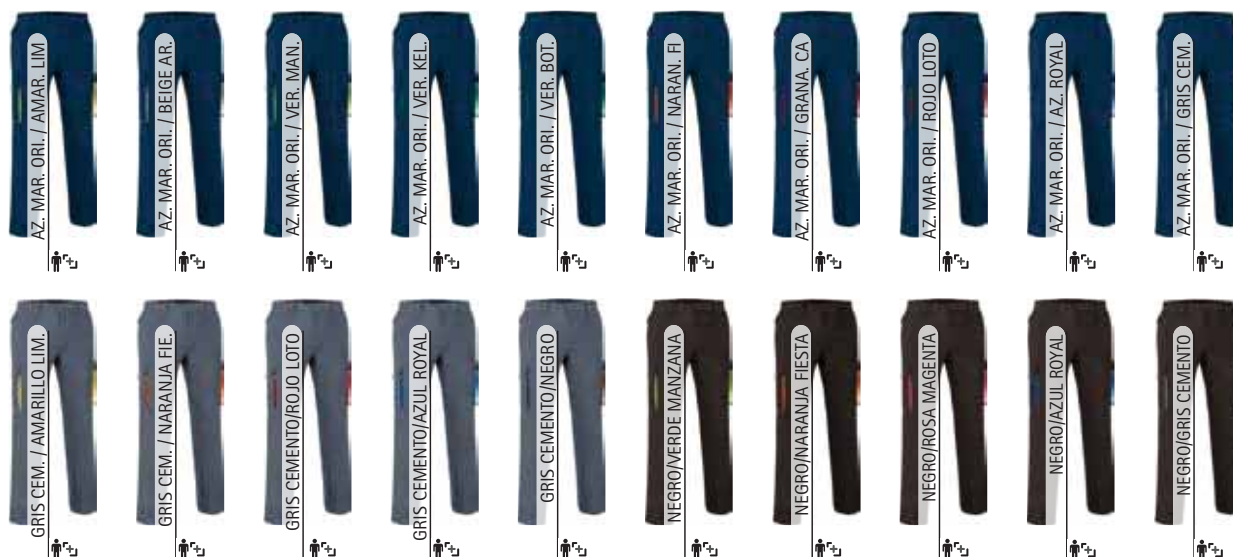 AZ. MAR. ORI. / AMAR. LIM
AZ. MAR. ORI. / BEIGE AR.
AZ. MAR. ORI. / VER. MAN.
AZ. MAR. ORI. / VER. KEL.
AZ. MAR. ORI. / VER. BOT.
AZ. MAR. ORI. / NARAN. FI
AZ. MAR. ORI. / GRANA. CA
AZ. MAR. ORI. / ROJO LOTO
AZ. MAR. ORI. / AZ. ROYAL
AZ. MAR. ORI. / GRIS CEM.
GRIS CEM. / AMARILLO LIM.
GRIS CEM. / NARANJA FIE.
GRIS CEMENTO/ROJO LOTO
GRIS CEMENTO/AZUL ROYAL
GRIS CEMENTO/NEGRO
NEGRO/VERDE MANZANA
NEGRO/NARANJA FIESTA
NEGRO/ROSA MAGENTA
NEGRO/AZUL ROYAL
NEGRO/GRIS CEMENTO